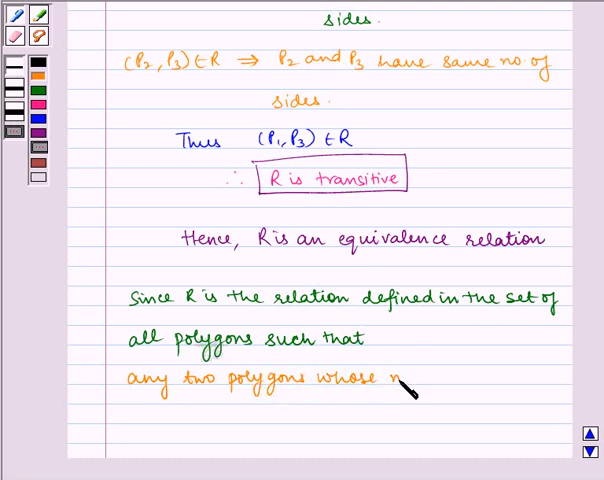 sides.
(P2, P3) ∈ R ⇒ P2 and P3 have same no. of
sides.
Thus (P1, P3) ∈ R
∴ R is transitive
Hence, R is an equivalence relation
Since R is the relation defined in the set of
all polygons such that
any two polygons whose n